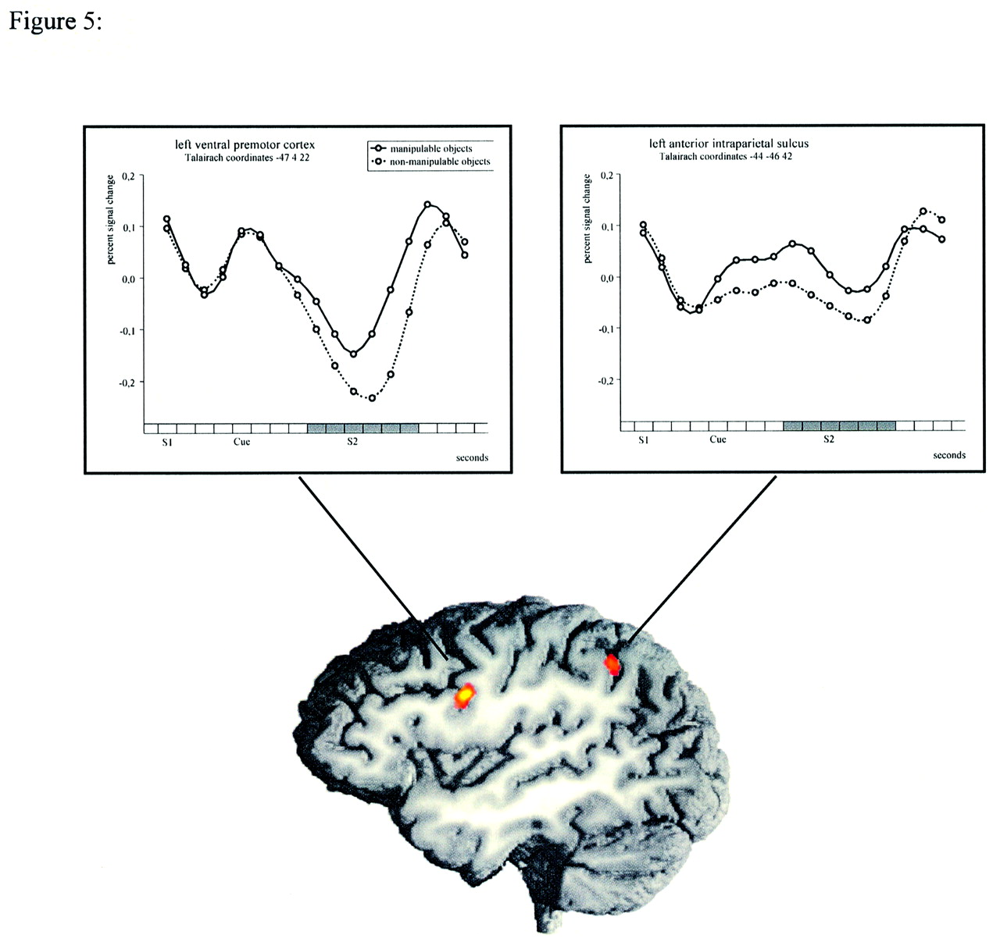 Figure 5:
left ventral premotor cortex
Talairach coordinates -47 4 22
manipulable objects
non-manipulable objects
percent signal change
0,2
0,1
0,0
-0,1
-0,2
S1
Cue
S2
seconds
left anterior intraparietal sulcus
Talairach coordinates -44 -46 42
percent signal change
0,2
0,1
0,0
-0,1
-0,2
S1
Cue
S2
seconds